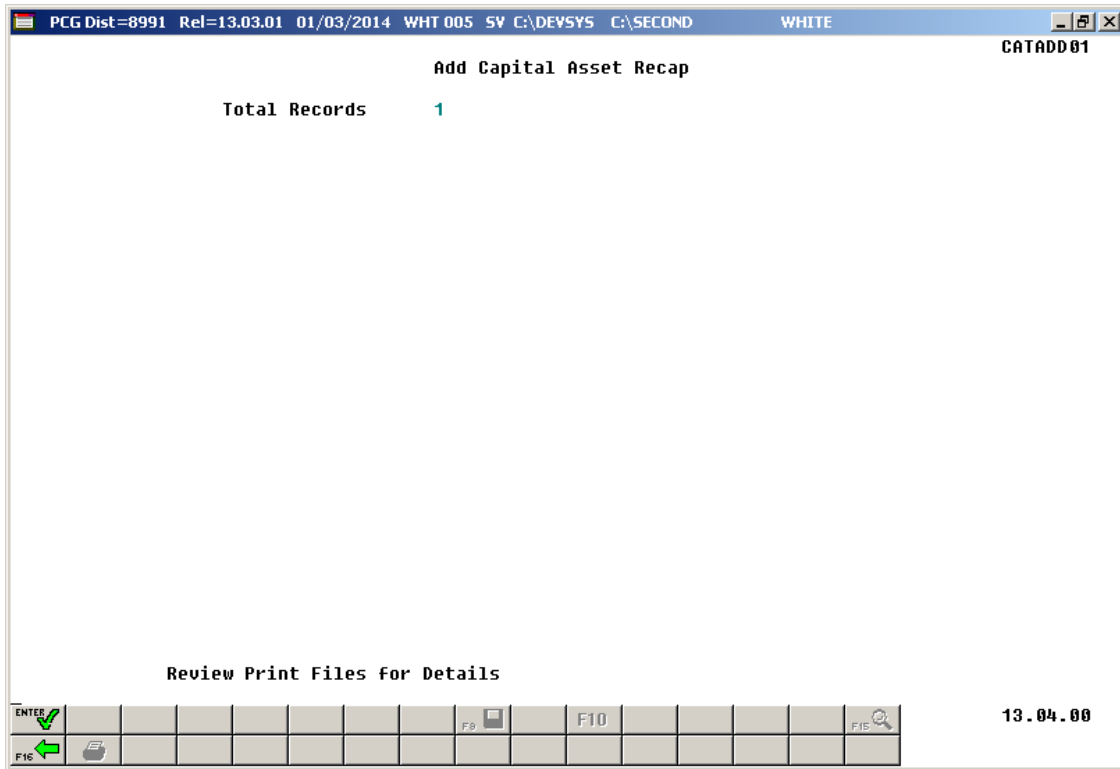 PCG Dist=8991 Rel=13.03.01 01/03/2014 WHT 005 SV C:\DEVSYS C:\SECOND WHITE
CATADD01
Add Capital Asset Recap
Total Records 1
Review Print Files for Details
ENTER F9 F10 F15 13.04.00
F16